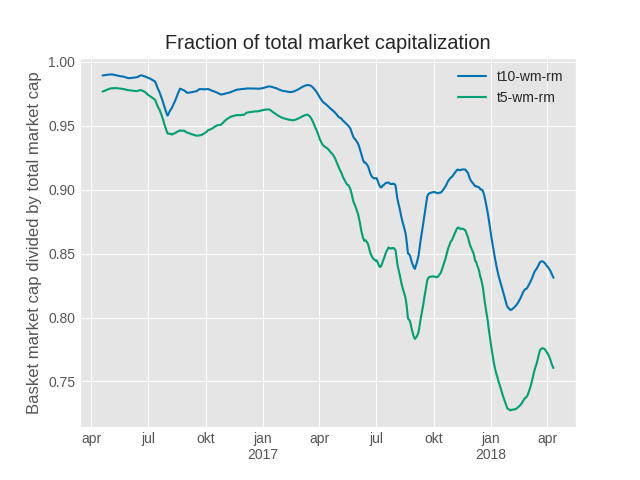 Fraction of total market capitalization
t10-wm-rm
t5-wm-rm
Basket market cap divided by total market cap
1.00
0.95
0.90
0.85
0.80
0.75
apr jul okt jan apr jul okt jan apr
2017 2018